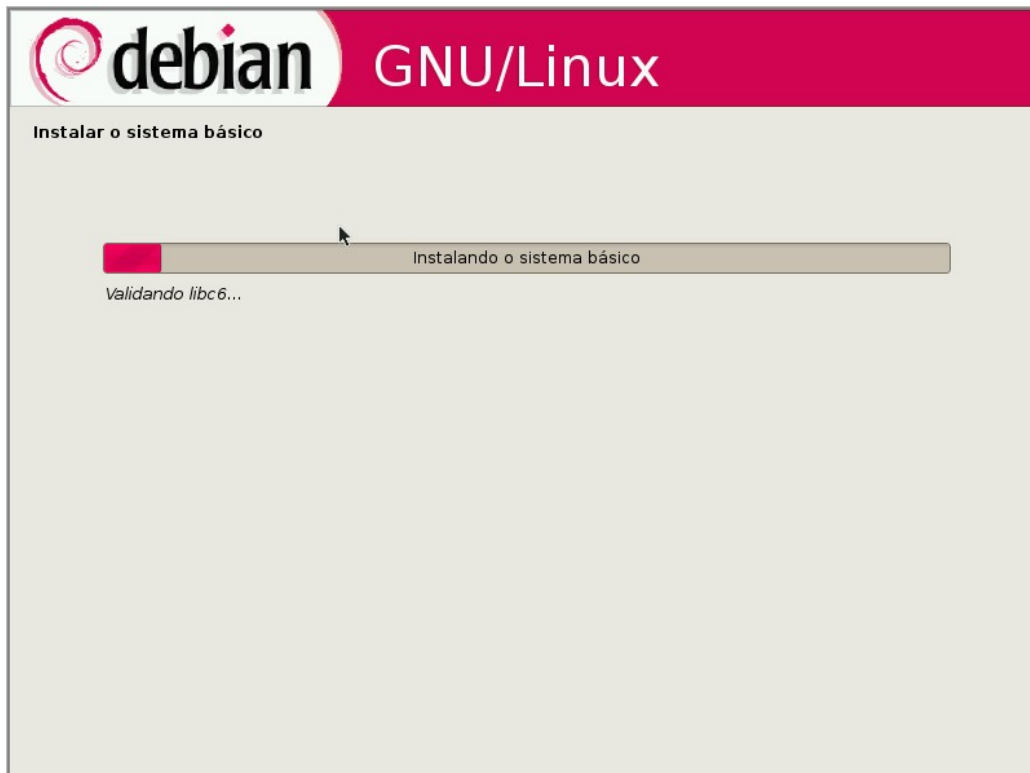 debian GNU/Linux
Instalar o sistema básico
Instalando o sistema básico
Validando libc6...